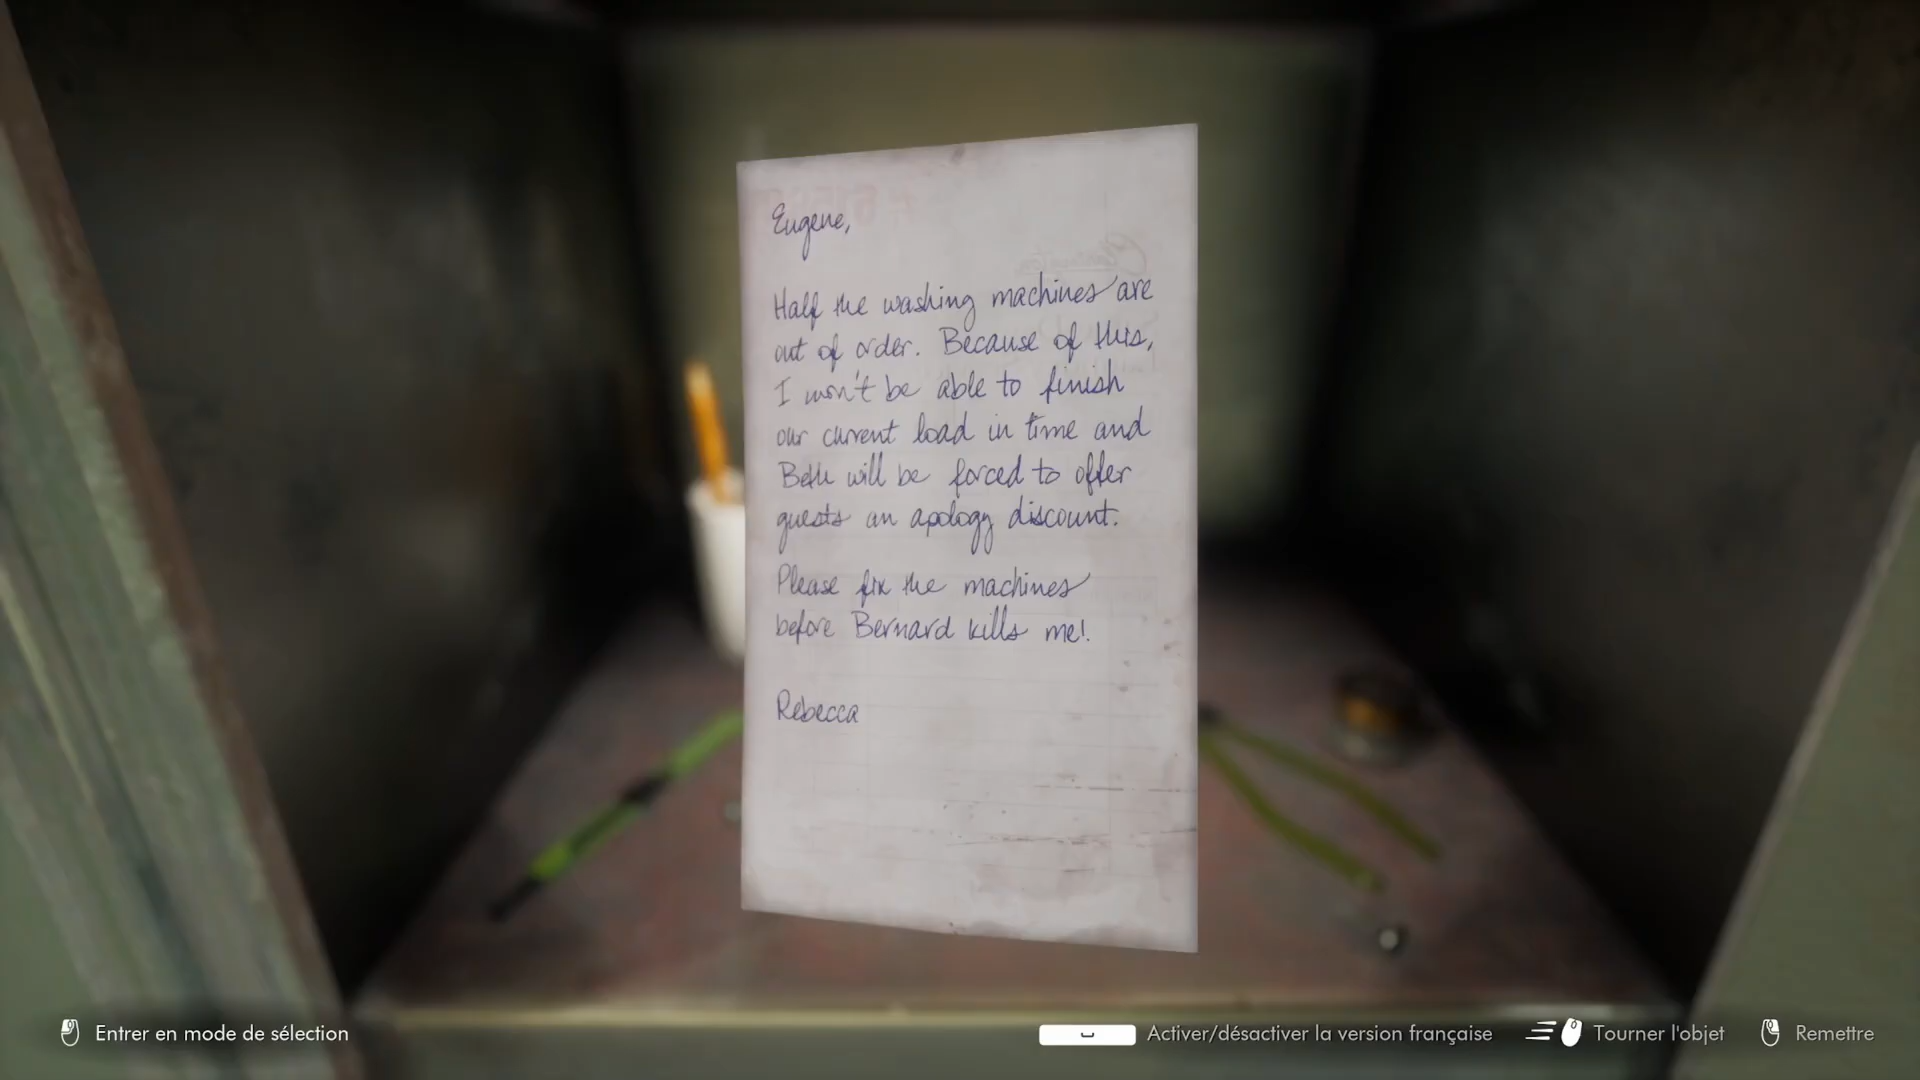 Eugene,
Half the washing machines are
out of order. Because of this,
I won't be able to finish
our current load in time and
Beth will be forced to offer
guests an apology discount.
Please fix the machines
before Bernard kills me!
Rebecca
Entrer en mode de sélection
Activer/désactiver la version française
Tourner l'objet
Remettre